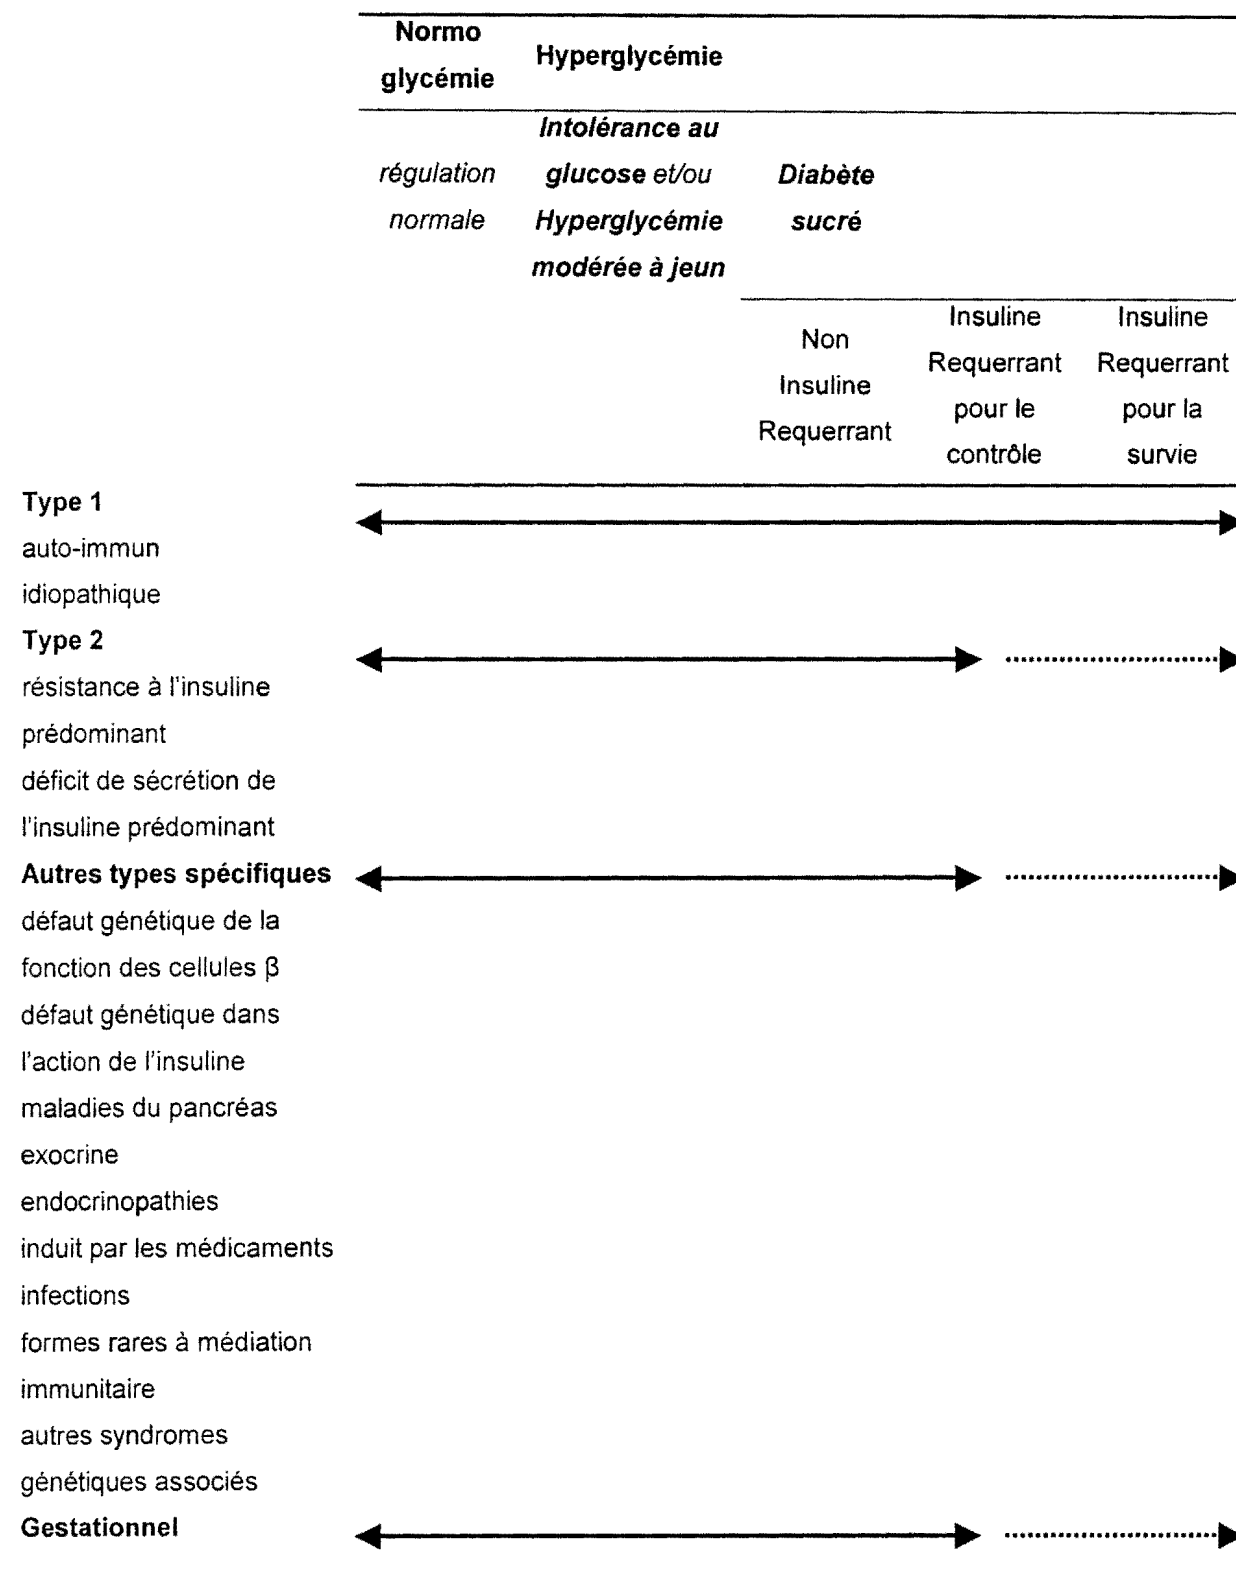 Normo
glycémie
Hyperglycémie
régulation
normale
Intolérance au
glucose et/ou
Hyperglycémie
modérée à jeun
Diabète
sucré
Non
Insuline
Requerrant
Insuline
Requerrant
pour le
contrôle
Insuline
Requerrant
pour la
survie
Type 1
auto-immun
idiopathique
Type 2
résistance à l'insuline
prédominant
déficit de sécrétion de
l'insuline prédominant
Autres types spécifiques
défaut génétique de la
fonction des cellules β
défaut génétique dans
l'action de l'insuline
maladies du pancréas
exocrine
endocrinopathies
induit par les médicaments
infections
formes rares à médiation
immunitaire
autres syndromes
génétiques associés
Gestationnel